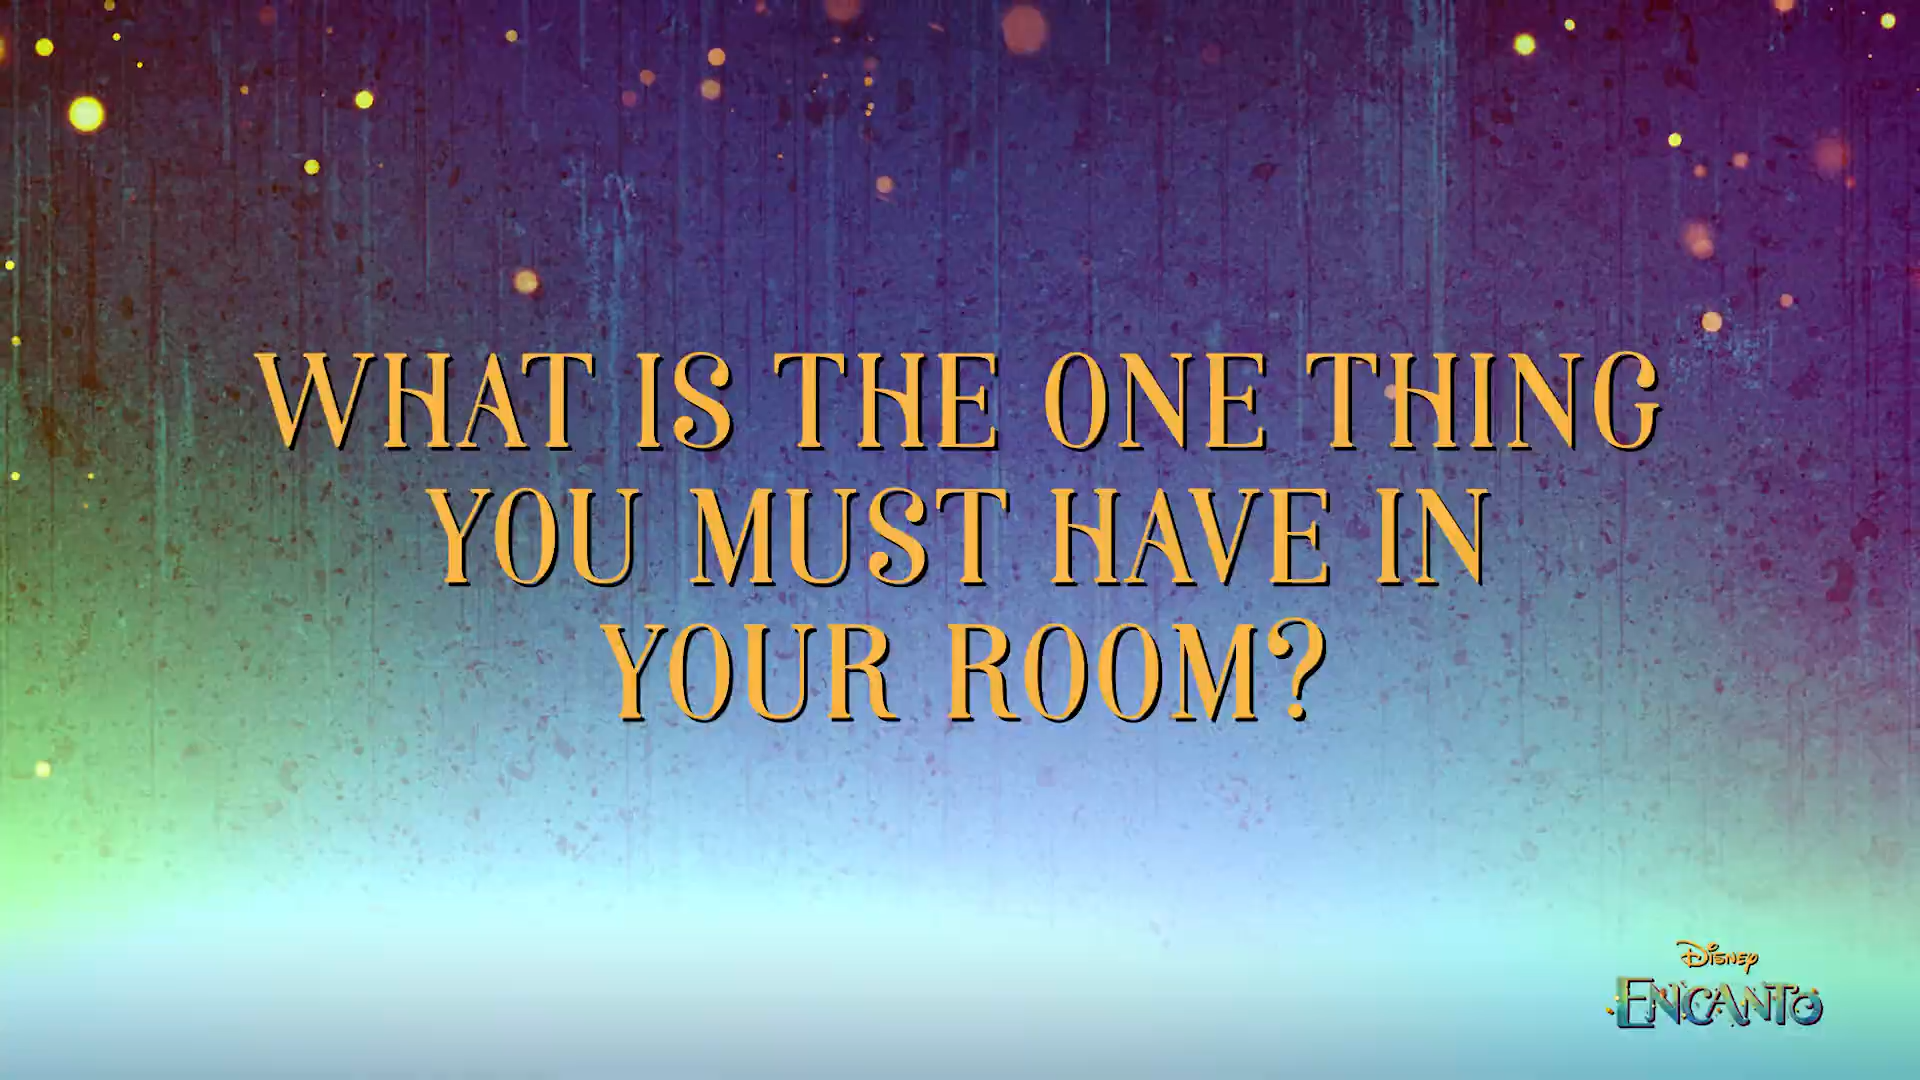 WHAT IS THE ONE THING
YOU MUST HAVE IN
YOUR ROOM?
DISNEY
ENCANTO